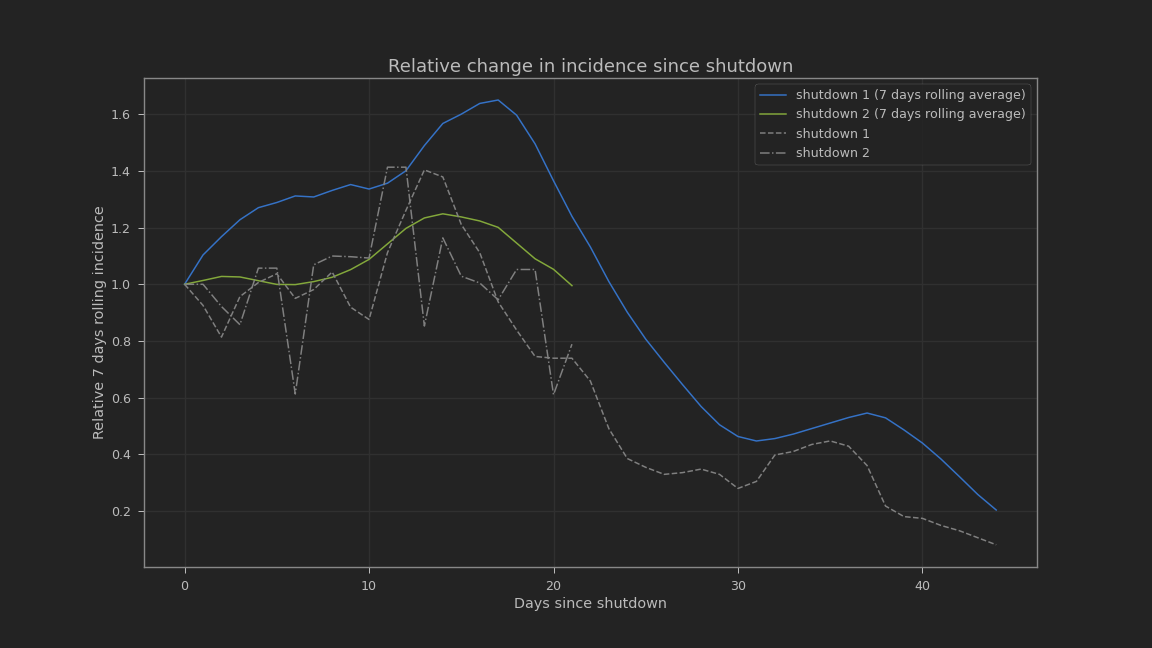 Relative change in incidence since shutdown
shutdown 1 (7 days rolling average)
shutdown 2 (7 days rolling average)
shutdown 1
shutdown 2
Relative 7 days rolling incidence
1.6
1.4
1.2
1.0
0.8
0.6
0.4
0.2
0 10 20 30 40
Days since shutdown